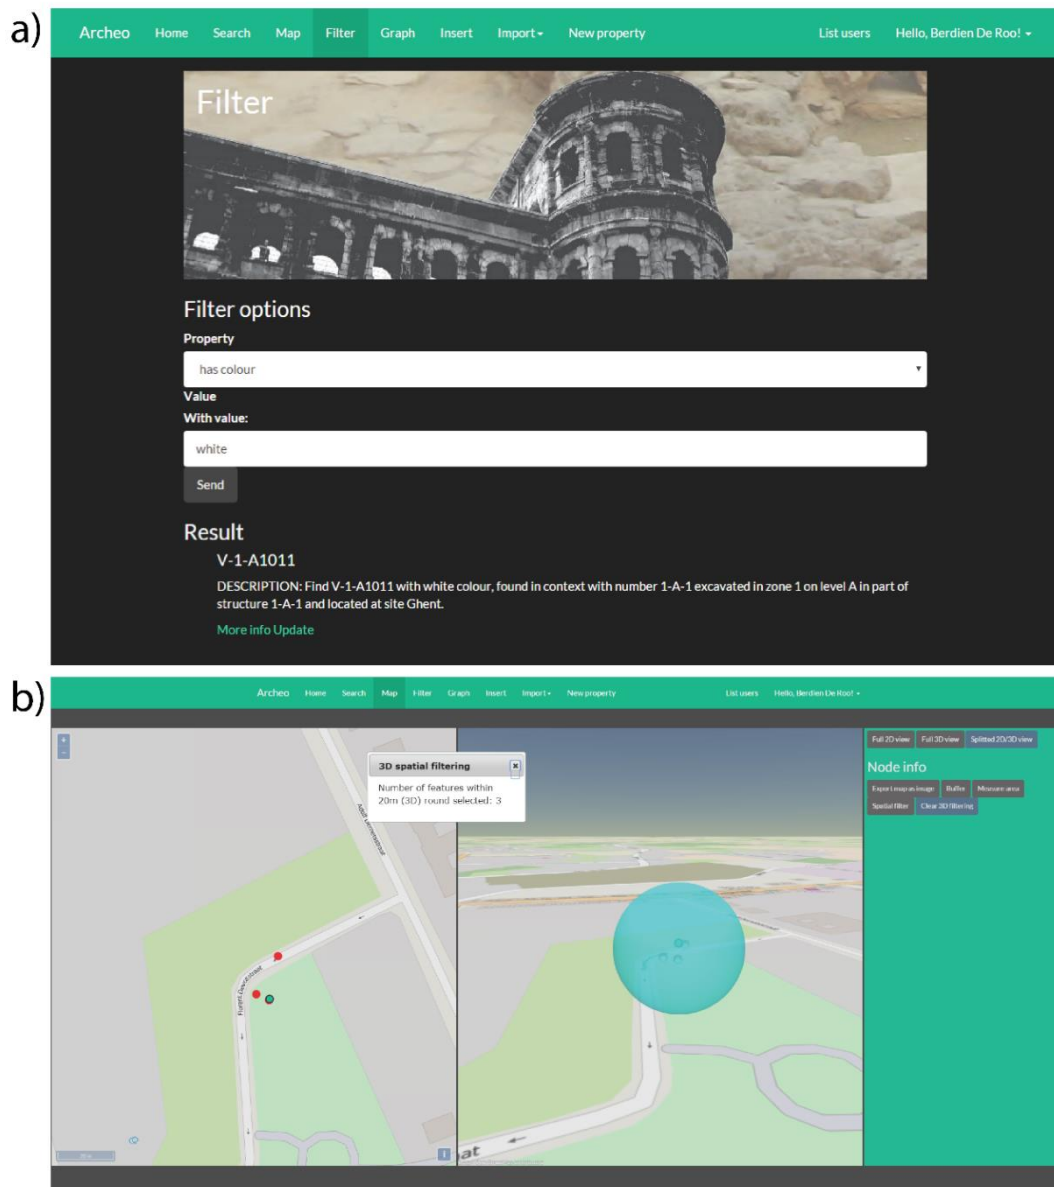 a)
Archeo Home Search Map Filter Graph Insert Import New property List users Hello, Berdien De Roo!
Filter
Filter options
Property
has colour
Value
With value:
white
Send
Result
V-1-A1011
DESCRIPTION: Find V-1-A1011 with white colour, found in context with number 1-A-1 excavated in zone 1 on level A in part of
structure 1-A-1 and located at site Ghent.
More info Update
b)
Archeo Home Search Map Filter Graph Insert Import New property List users Hello, Berdien De Roo!
+
-
3D spatial filtering
Number of features within
20m (3D) round selected: 3
Full 2D view Full 3D view Splitted 2D/3D view
Node info
Export map as image Buffer Measure area
Spatial filter Clear 3D filtering
i
at